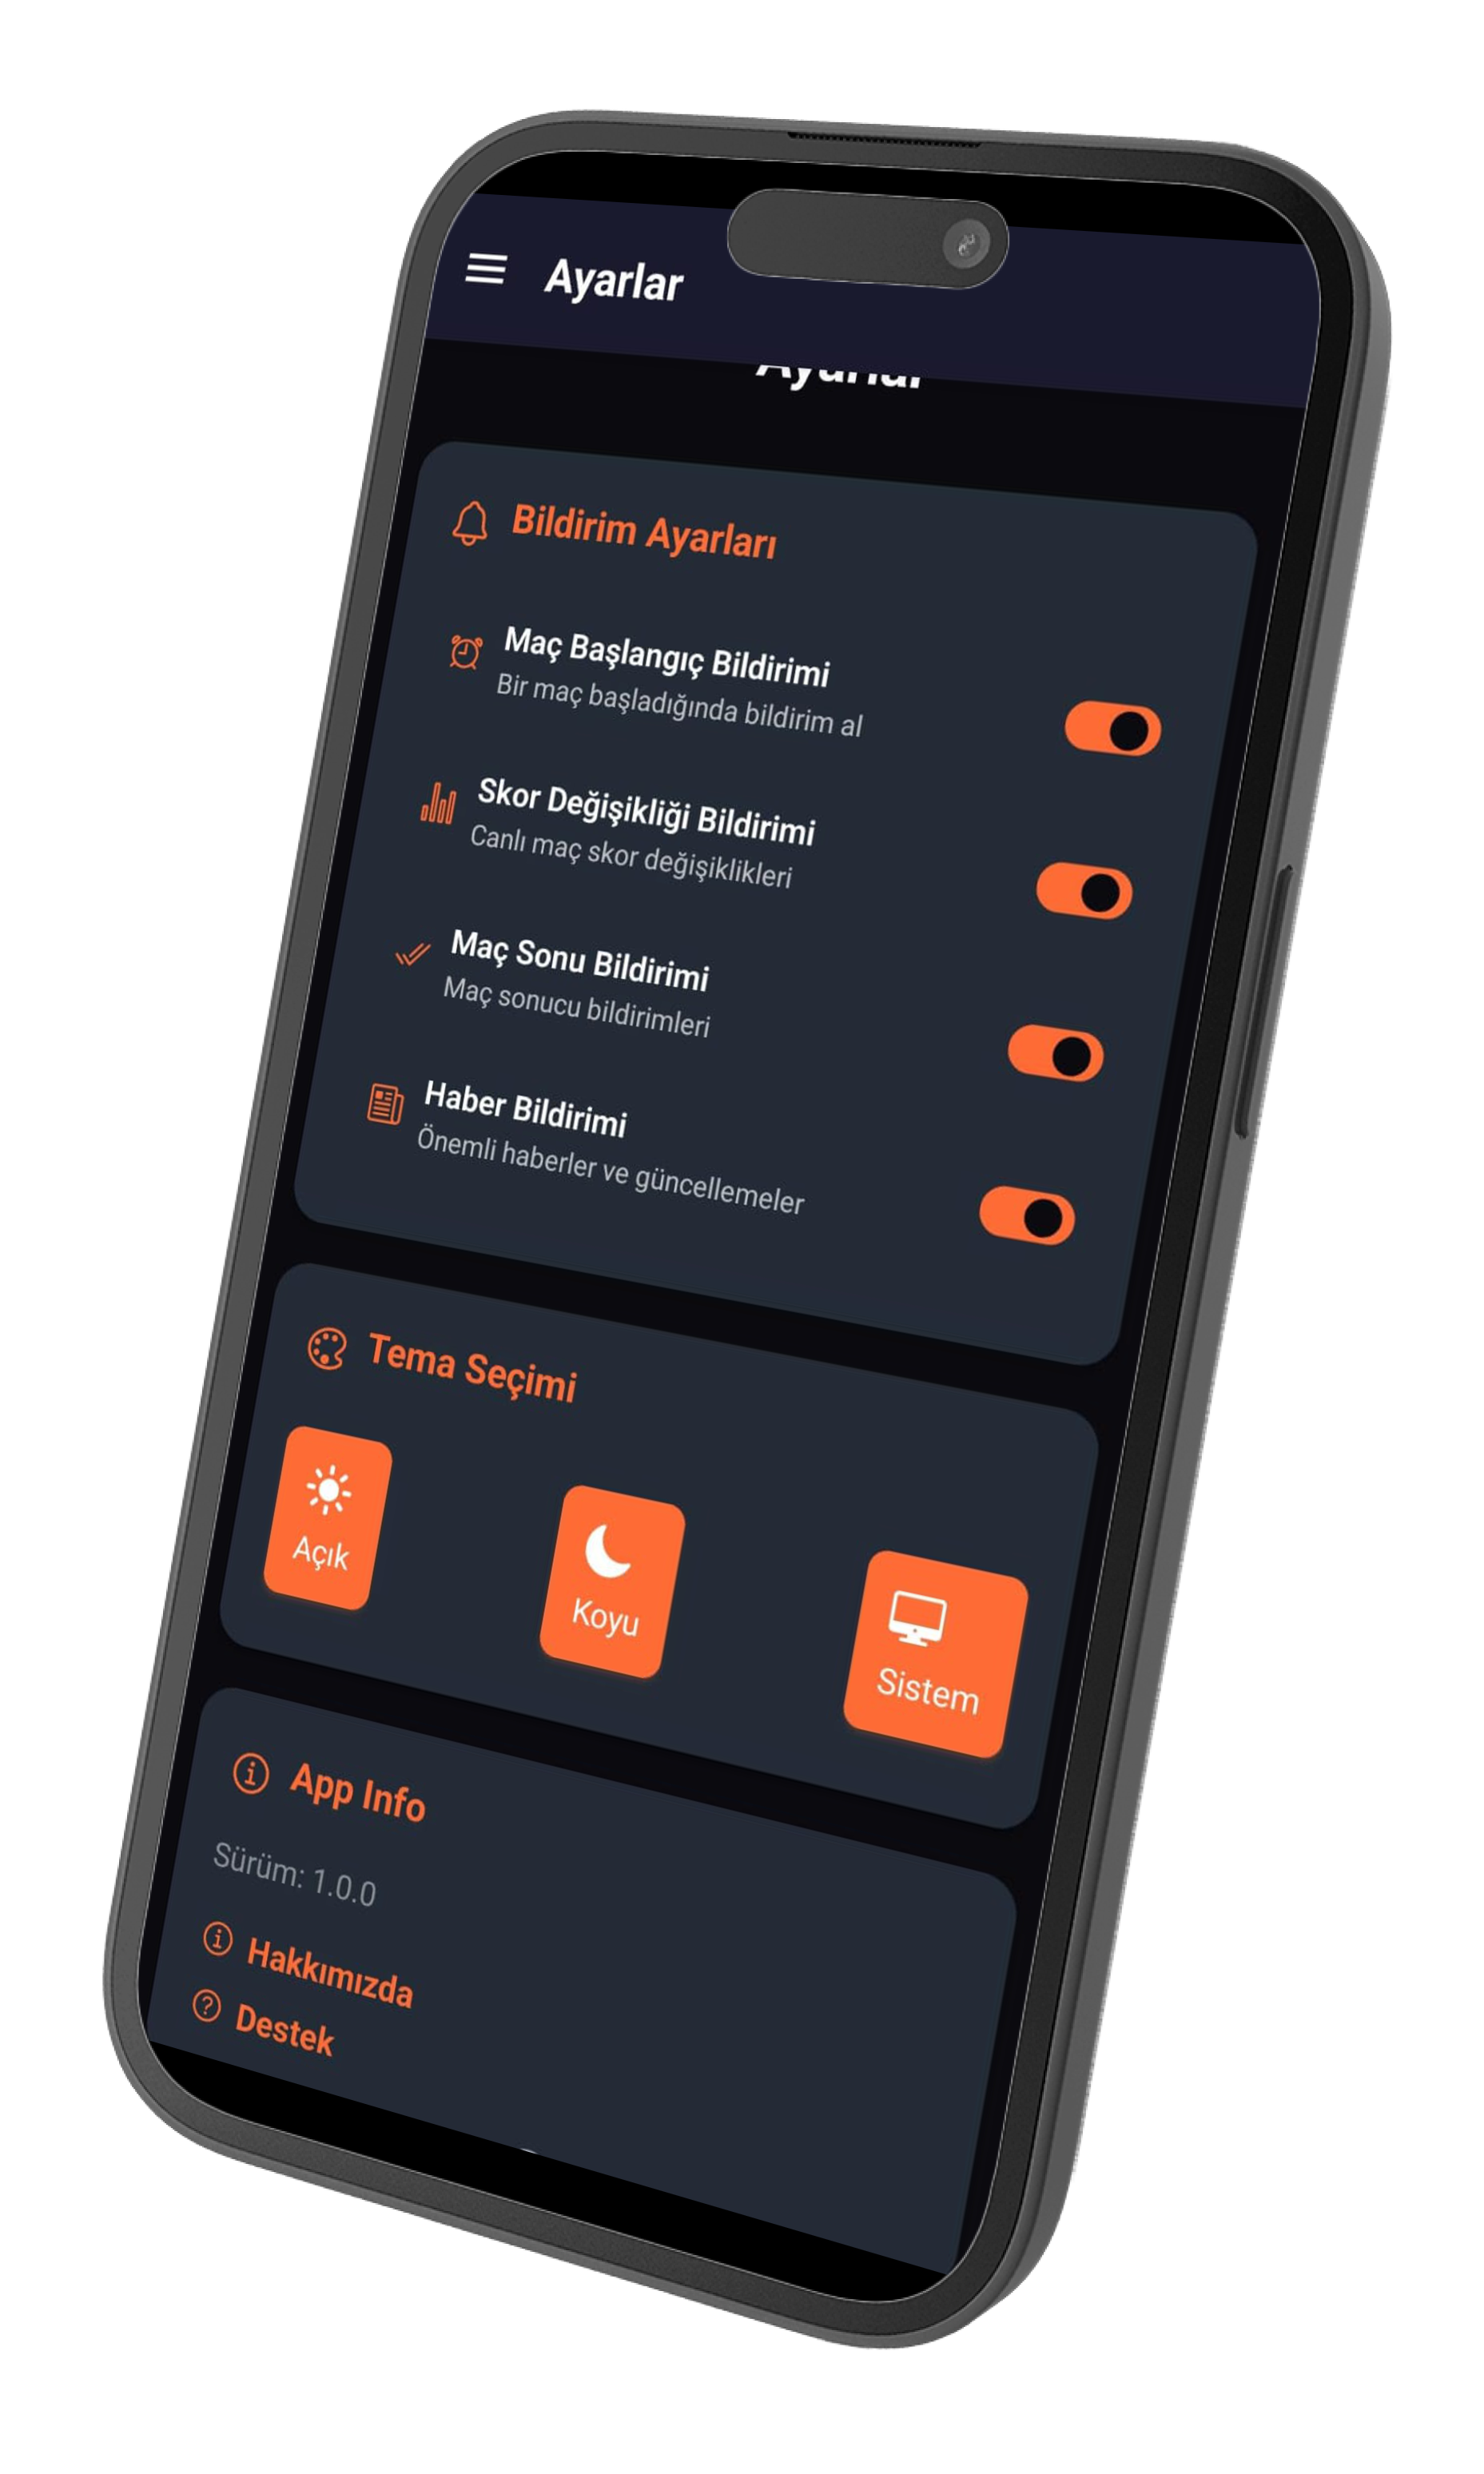 Ayarlar
Ayarlar
Bildirim Ayarları
Maç Başlangıç Bildirimi
Bir maç başladığında bildirim al
Skor Değişikliği Bildirimi
Canlı maç skor değişiklikleri
Maç Sonu Bildirimi
Maç sonucu bildirimleri
Haber Bildirimi
Önemli haberler ve güncellemeler
Tema Seçimi
Açık
Koyu
Sistem
App Info
Sürüm: 1.0.0
Hakkımızda
Destek